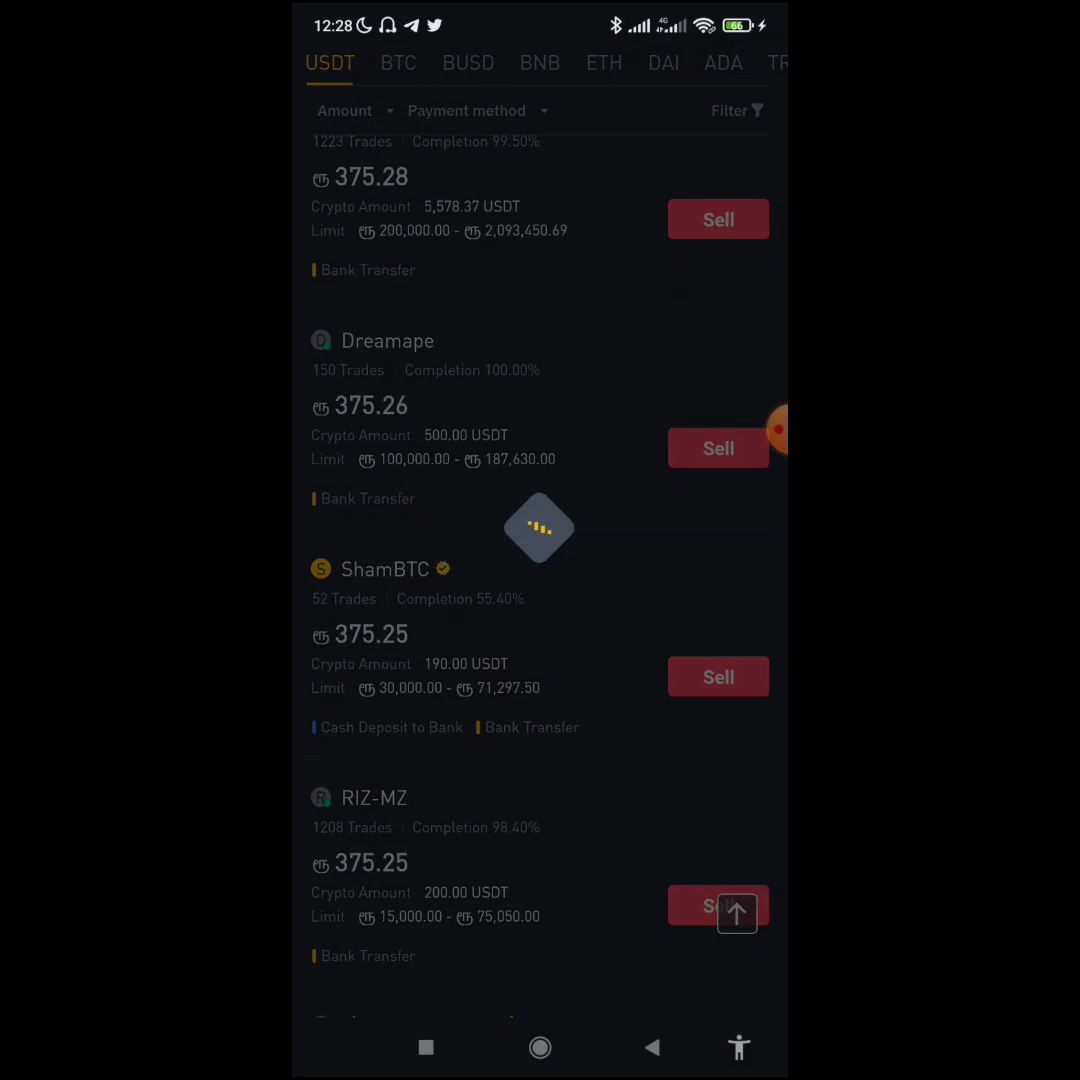 12:28
4G
66
USDT BTC BUSD BNB ETH DAI ADA TR
Amount Payment method Filter
1223 Trades Completion 99.50%
ரூ 375.28
Crypto Amount 5,578.37 USDT
Sell
Limit ரூ 200,000.00 - ரூ 2,093,450.69
Bank Transfer
D Dreamape
150 Trades Completion 100.00%
ரூ 375.26
Crypto Amount 500.00 USDT
Sell
Limit ரூ 100,000.00 - ரூ 187,630.00
Bank Transfer
S ShamBTC
52 Trades Completion 55.40%
ரூ 375.25
Crypto Amount 190.00 USDT
Sell
Limit ரூ 30,000.00 - ரூ 71,297.50
Cash Deposit to Bank Bank Transfer
R RIZ-MZ
1208 Trades Completion 98.40%
ரூ 375.25
Crypto Amount 200.00 USDT
Sell
Limit ரூ 15,000.00 - ரூ 75,050.00
Bank Transfer